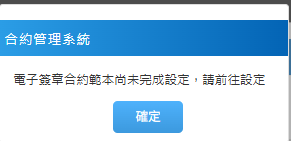 合約管理系統
電子簽章合約範本尚未完成設定，請前往設定
確定